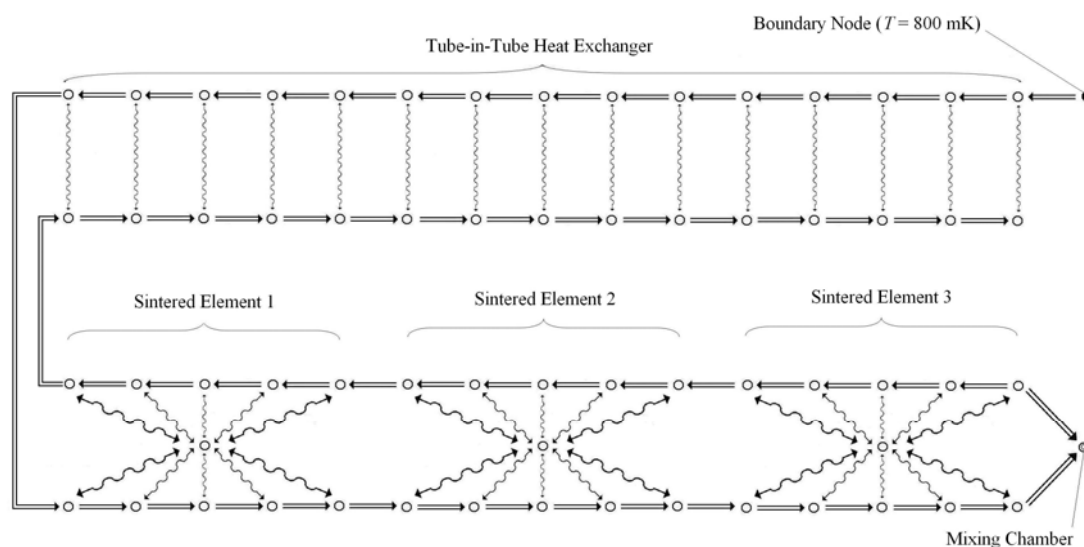 Boundary Node (T = 800 mK)
Tube-in-Tube Heat Exchanger
Sintered Element 1
Sintered Element 2
Sintered Element 3
Mixing Chamber